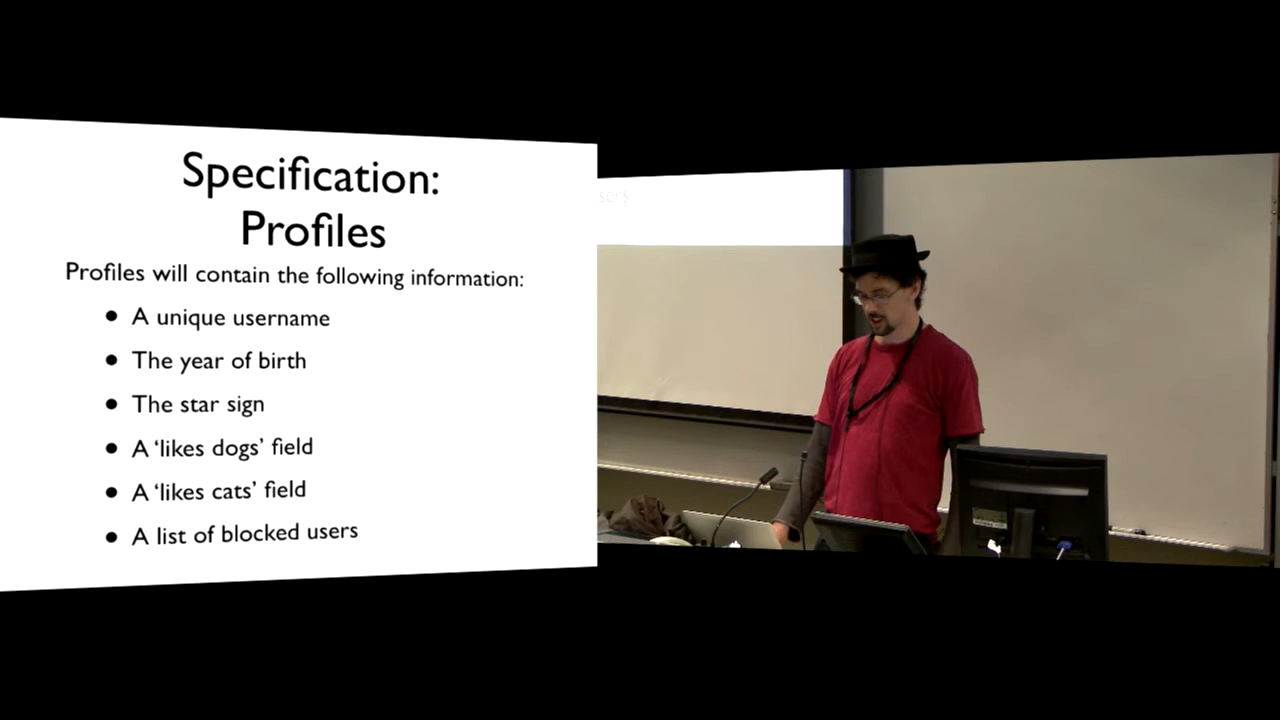 Specification:
Profiles
Profiles will contain the following information:
• A unique username
• The year of birth
• The star sign
• A ‘likes dogs’ field
• A ‘likes cats’ field
• A list of blocked users
sers